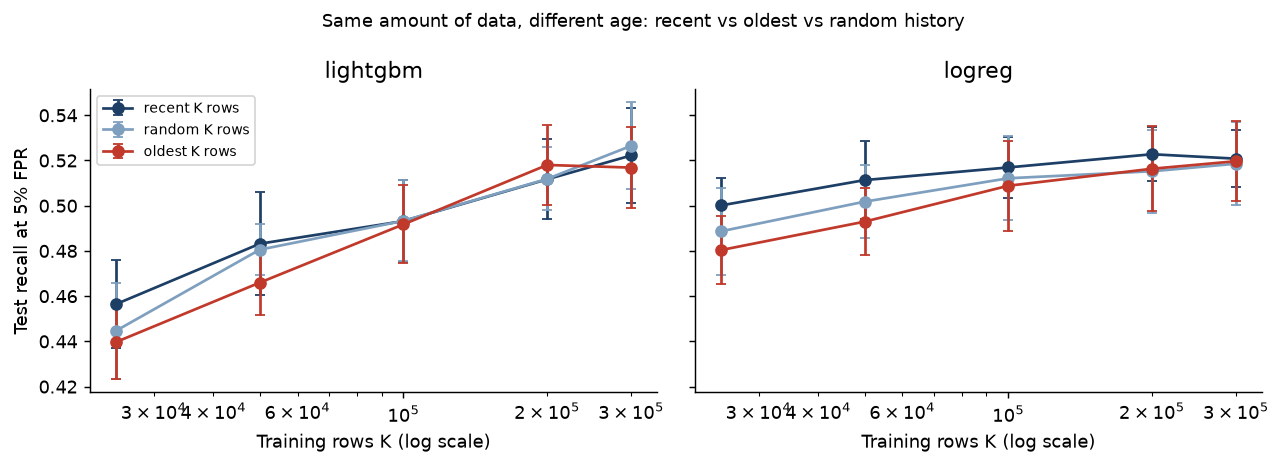 Same amount of data, different age: recent vs oldest vs random history
lightgbm
logreg
recent K rows
random K rows
oldest K rows
Test recall at 5% FPR
0.54
0.52
0.50
0.48
0.46
0.44
0.42
3 × 10⁴ 4 × 10⁴ 6 × 10⁴ 10⁵ 2 × 10⁵ 3 × 10⁵
3 × 10⁴ 4 × 10⁴ 6 × 10⁴ 10⁵ 2 × 10⁵ 3 × 10⁵
Training rows K (log scale)
Training rows K (log scale)